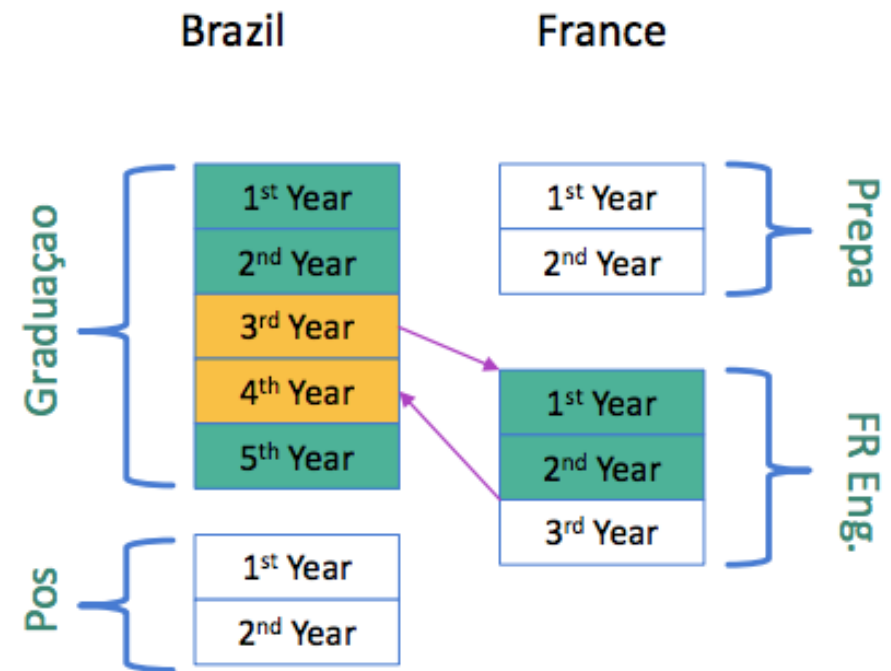 Brazil
France
Graduaçao
1st Year
2nd Year
3rd Year
4th Year
5th Year
Pos
1st Year
2nd Year
1st Year
2nd Year
Prepa
1st Year
2nd Year
3rd Year
FR Eng.